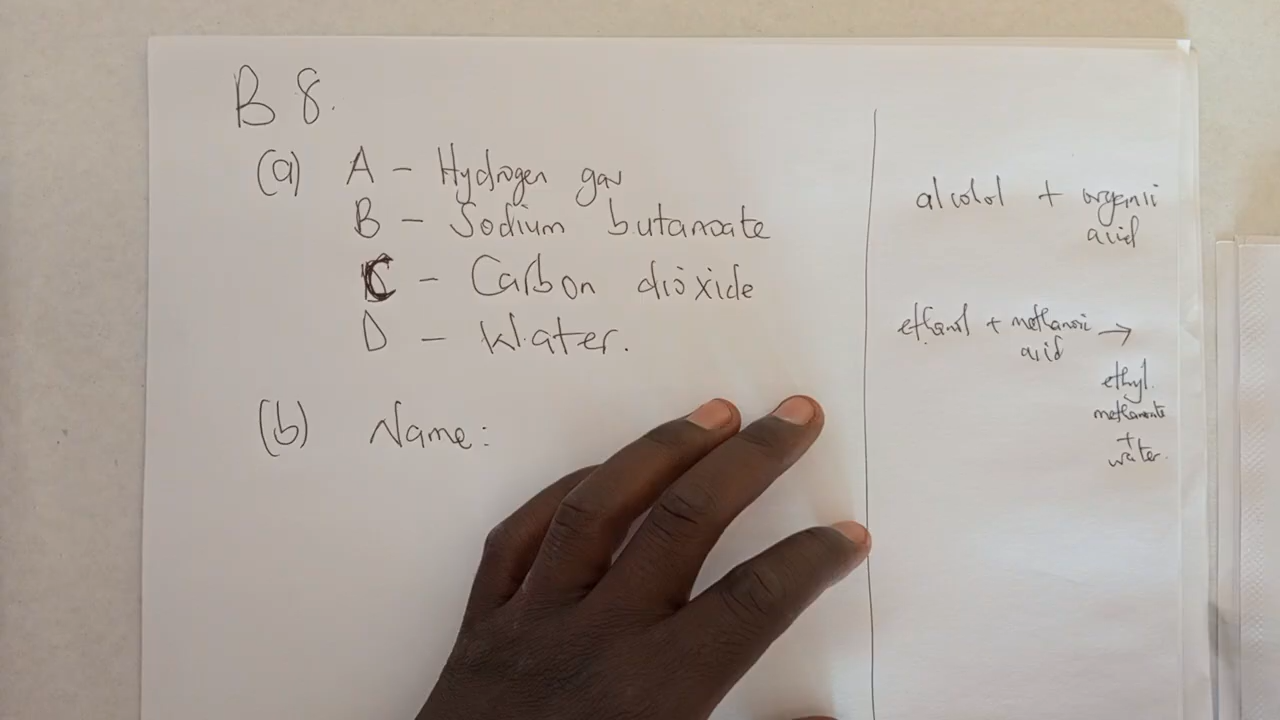 B 8.
(a) A - Hydrogen gas
B - Sodium butanoate
C - Carbon dioxide
D - Water.
(b) Name:
alcohol + organic
acid
ethanol + methanoic →
acid
ethyl
methanoate
+
water.